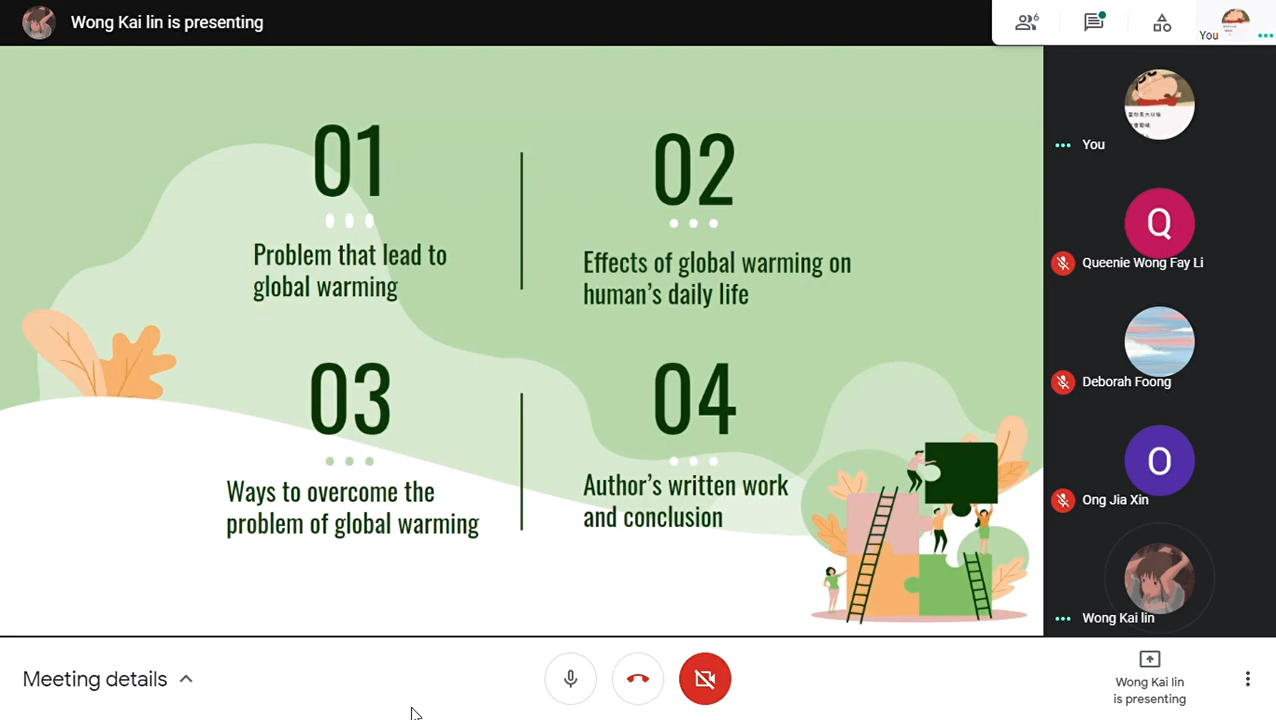 Wong Kai lin is presenting
6
You
01
Problem that lead to
global warming
02
Effects of global warming on
human's daily life
03
Ways to overcome the
problem of global warming
04
Author's written work
and conclusion
You
Q
Queenie Wong Fay Li
Deborah Foong
O
Ong Jia Xin
Wong Kai lin
Meeting details
Wong Kai lin
is presenting